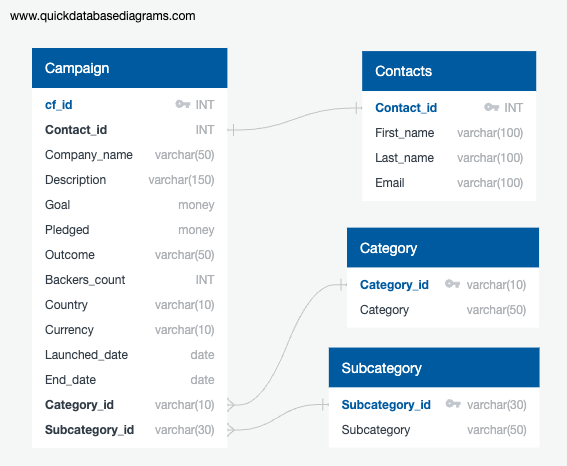 www.quickdatabasediagrams.com
Campaign
cf_id INT
Contact_id INT
Company_name varchar(50)
Description varchar(150)
Goal money
Pledged money
Outcome varchar(50)
Backers_count INT
Country varchar(10)
Currency varchar(10)
Launched_date date
End_date date
Category_id varchar(10)
Subcategory_id varchar(30)
Contacts
Contact_id INT
First_name varchar(100)
Last_name varchar(100)
Email varchar(100)
Category
Category_id varchar(10)
Category varchar(50)
Subcategory
Subcategory_id varchar(30)
Subcategory varchar(50)